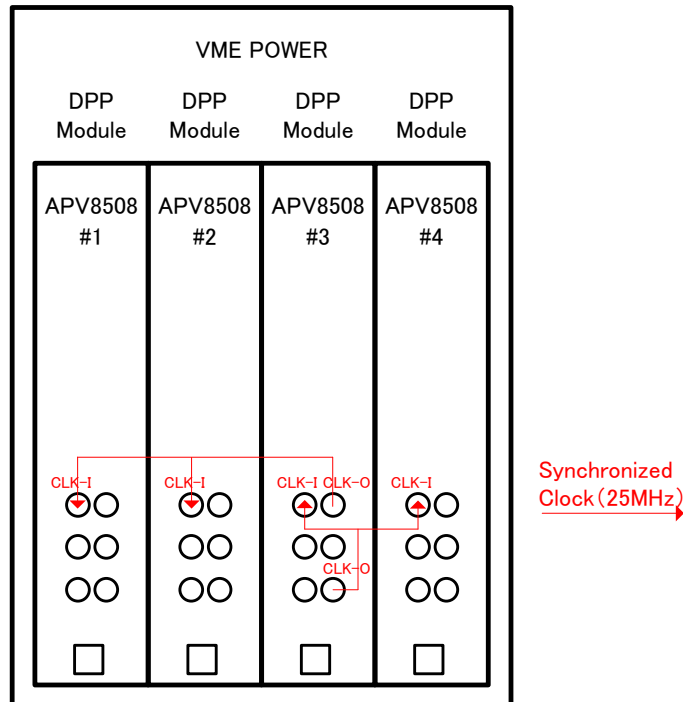 VME POWER
DPP DPP DPP DPP
Module Module Module Module
APV8508 APV8508 APV8508 APV8508
#1 #2 #3 #4
CLK-I CLK-I CLK-I CLK-O CLK-I
CLK-O
Synchronized
Clock(25MHz)